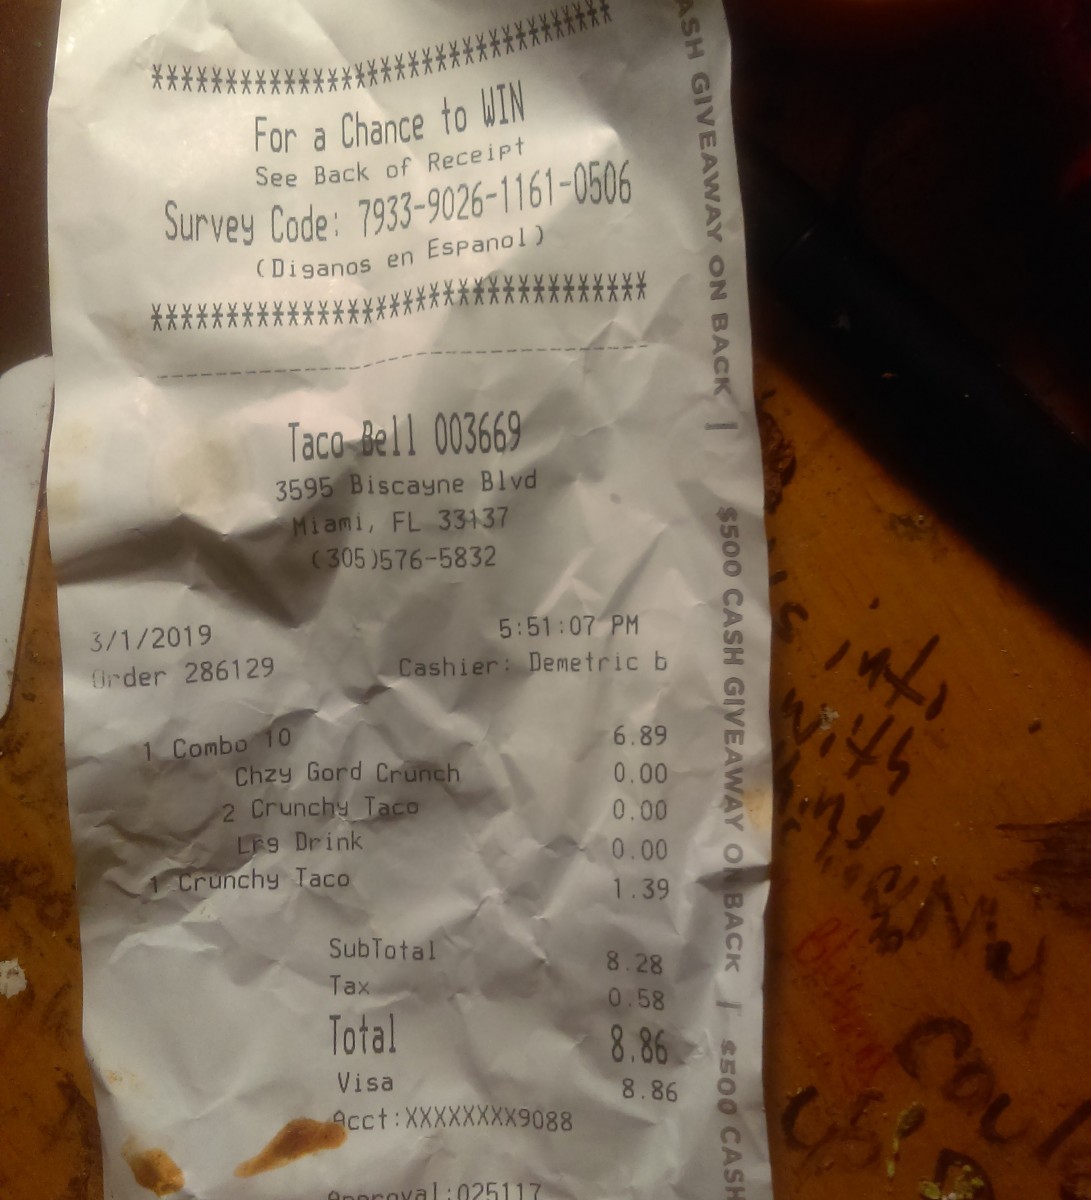 ************************************
For a Chance to WIN
See Back of Receipt
Survey Code: 7933-9026-1161-0506
(Diganos en Espanol)
************************************
Taco Bell 003669
3595 Biscayne Blvd
Miami, FL 33137
(305)576-5832
3/1/2019 5:51:07 PM
Order 286129 Cashier: Demetric b
1 Combo 10 6.89
Chzy Gord Crunch 0.00
2 Crunchy Taco 0.00
Lrg Drink 0.00
1 Crunchy Taco 1.39
SubTotal 8.28
Tax 0.58
Total 8.86
Visa 8.86
Acct:XXXXXXXX9088
Approval:025117
ASH GIVEAWAY ON BACK | $500 CASH GIVEAWAY ON BACK | $500 CASH
with